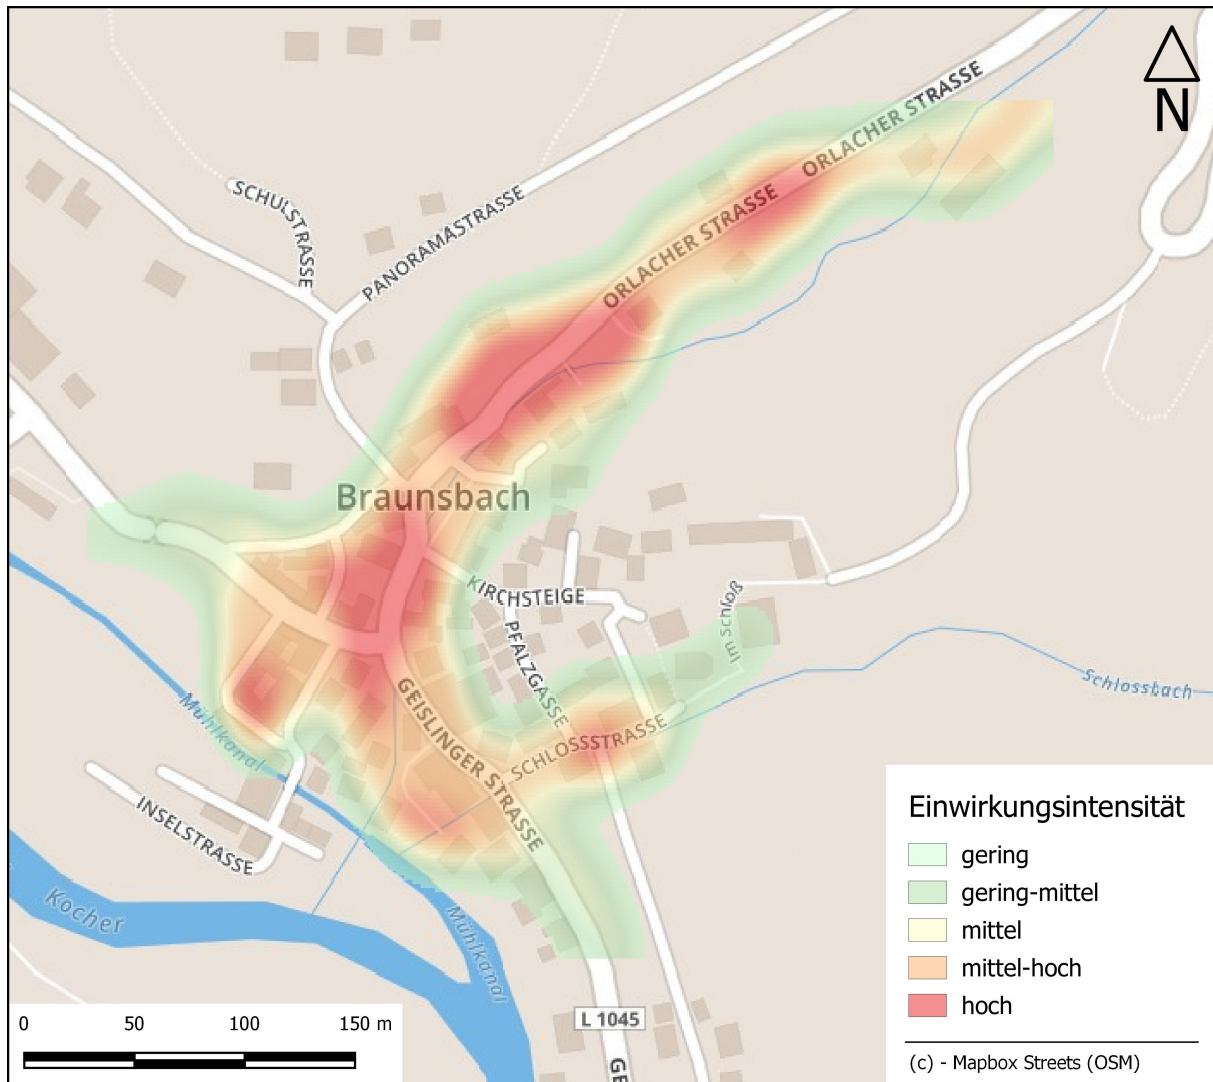 N
ORLACHER STRASSE
SCHULSTRASSE
PANORAMASTRASSE
ORLACHER STRASSE
ORLACHER STRASSE
Braunsbach
KIRCHSTEIGE
PFALZGASSE
Im Schloß
Schlossbach
GEISLINGER STRASSE
SCHLOSSSTRASSE
Mühlkanal
INSELSTRASSE
Kocher
Mühlkanal
L 1045
GE
Einwirkungsintensität
gering
gering-mittel
mittel
mittel-hoch
hoch
(c) - Mapbox Streets (OSM)
0 50 100 150 m